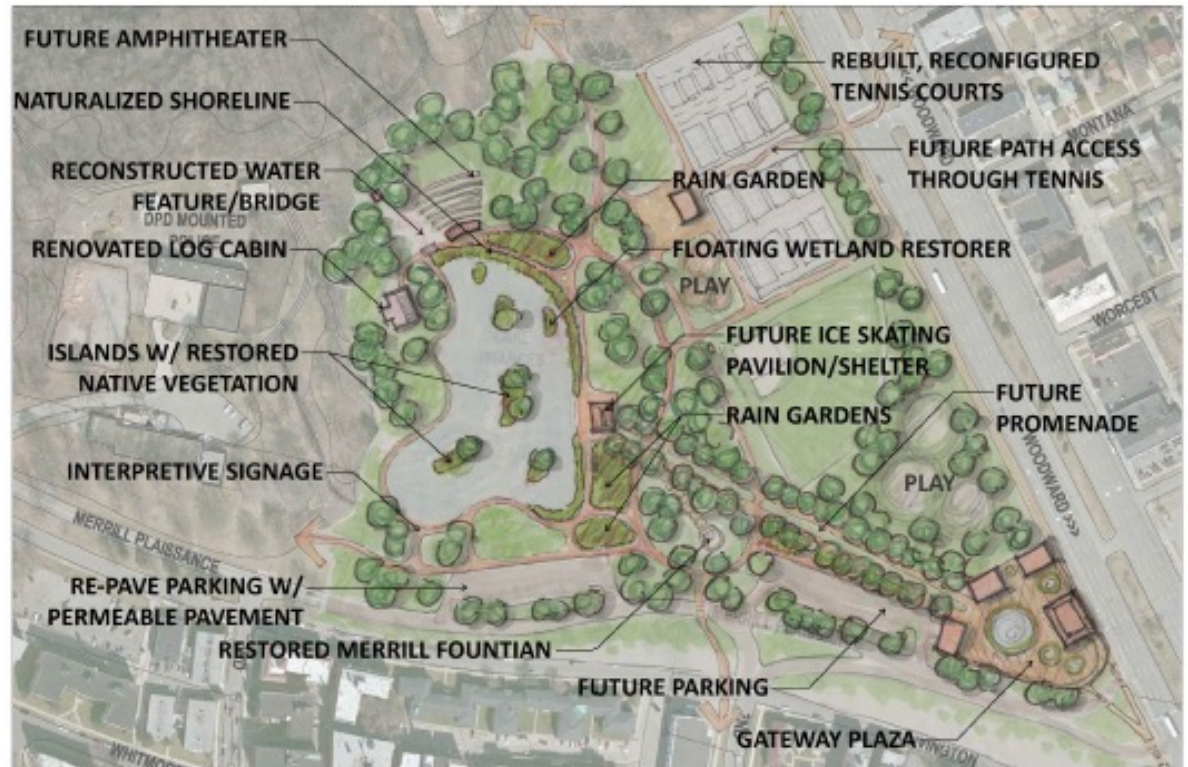 FUTURE AMPHITHEATER
NATURALIZED SHORELINE
RECONSTRUCTED WATER
FEATURE/BRIDGE
DPD MOUNTED
RENOVATED LOG CABIN
ISLANDS W/ RESTORED
NATIVE VEGETATION
INTERPRETIVE SIGNAGE
MERRILL PLAISSANCE
RE-PAVE PARKING W/
PERMEABLE PAVEMENT
RESTORED MERRILL FOUNTIAN
FUTURE PARKING
GATEWAY PLAZA
REBUILT, RECONFIGURED
TENNIS COURTS
WOODWARD
MONTANA
FUTURE PATH ACCESS
THROUGH TENNIS
RAIN GARDEN
FLOATING WETLAND RESTORER
PLAY
WORCEST
FUTURE ICE SKATING
PAVILION/SHELTER
RAIN GARDENS
FUTURE
PROMENADE
PLAY
WOODWARD >>>